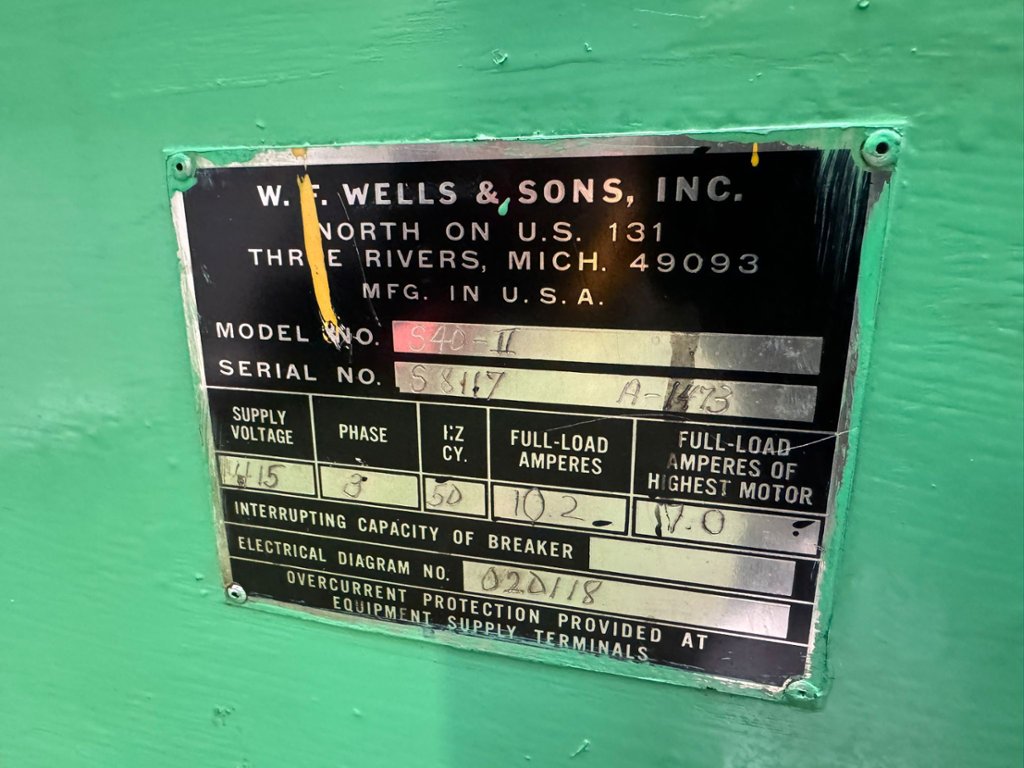 W. F. WELLS & SONS, INC.
NORTH ON U.S. 131
THREE RIVERS, MICH. 49093
MFG. IN U.S.A.
MODEL NO. S40-II
SERIAL NO. S8117 A-1473
SUPPLY VOLTAGE PHASE HZ CY. FULL-LOAD AMPERES FULL-LOAD AMPERES OF HIGHEST MOTOR
415 3 50 10.2
INTERRUPTING CAPACITY OF BREAKER
ELECTRICAL DIAGRAM NO. 020118
OVERCURRENT PROTECTION PROVIDED AT
EQUIPMENT SUPPLY TERMINALS